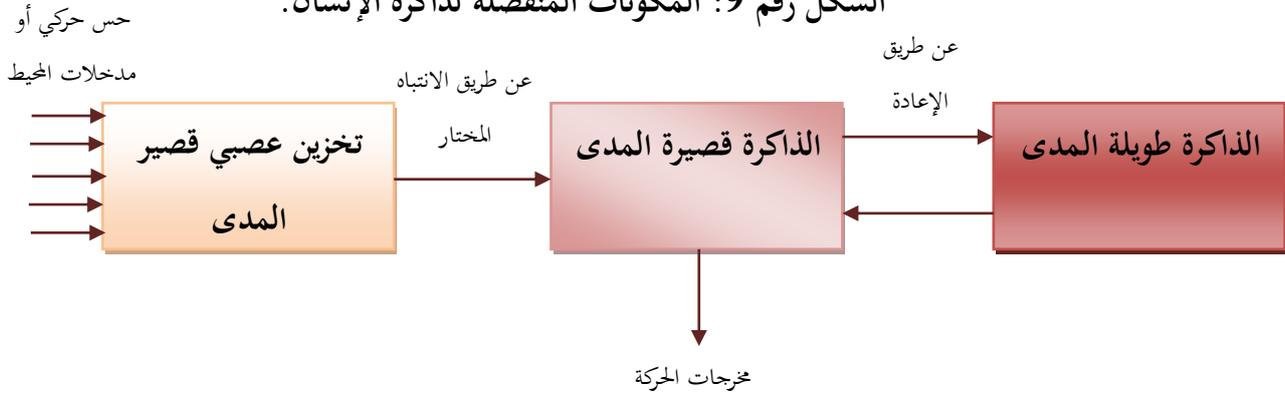 الشكل رقم 9: المكونات المنفصلة لذاكرة الإنسان.
حس حركي أو
مدخلات المحيط
تخزين عصبي قصير
المدى
عن طريق الانتباه
المختار
الذاكرة قصيرة المدى
عن طريق
الإعادة
الذاكرة طويلة المدى
مخرجات الحركة